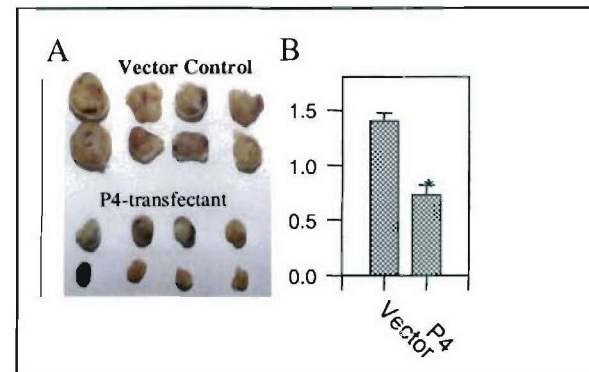 A
Vector Control
P4-transfectant
B
1.5
1.0
0.5
0.0
*
Vector
P4